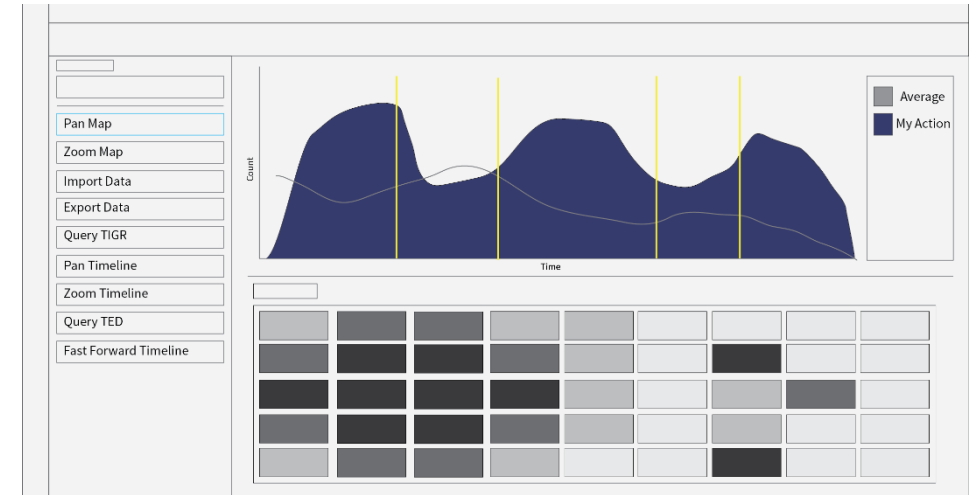 Pan Map
Zoom Map
Import Data
Export Data
Query TIGR
Pan Timeline
Zoom Timeline
Query TED
Fast Forward Timeline
Count
Time
Average
My Action